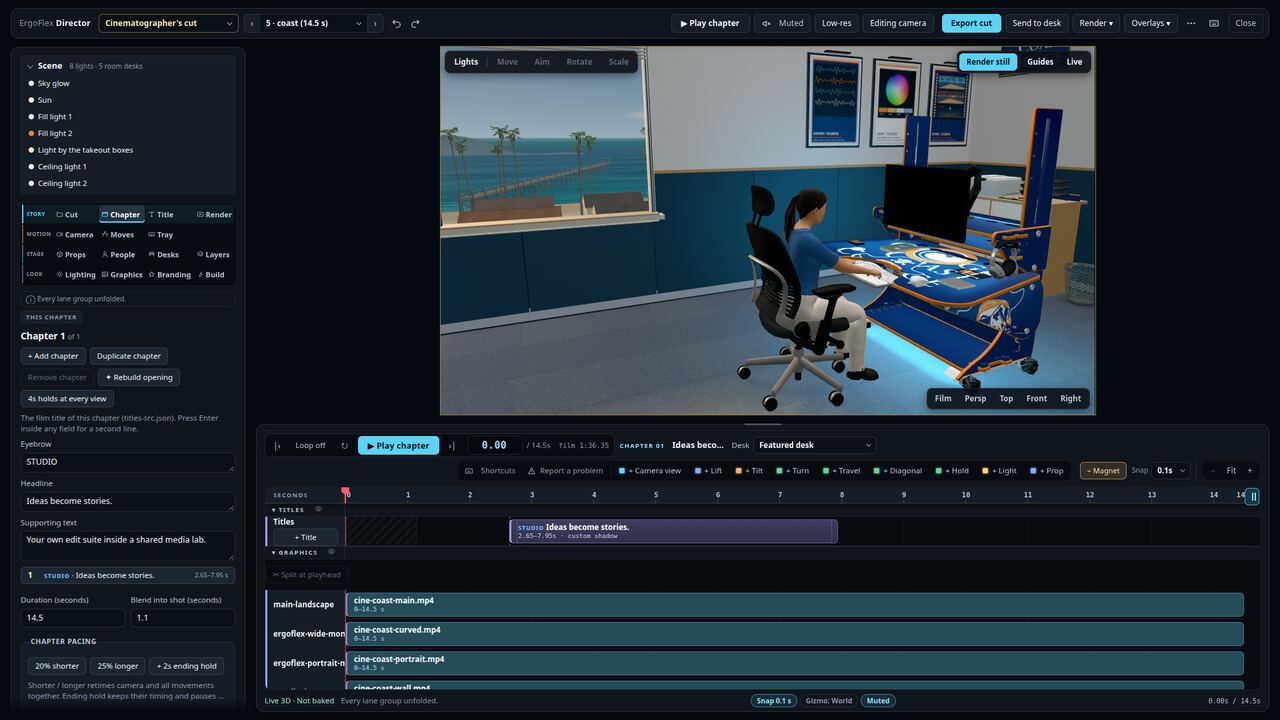 ErgoFlex Director
Cinematographer's cut
5 · coast (14.5 s)
▶ Play chapter
Muted
Low-res
Editing camera
Export cut
Send to desk
Render ▾
Overlays ▾
Close
Scene 8 lights · 5 room desks
Sky glow
Sun
Fill light 1
Fill light 2
Light by the takeout boxes
Ceiling light 1
Ceiling light 2
STORY Cut Chapter Title Render
MOTION Camera Moves Tray
STAGE Props People Desks Layers
LOOK Lighting Graphics Branding Build
Every lane group unfolded.
THIS CHAPTER
Chapter 1 of 1
+ Add chapter
Duplicate chapter
Remove chapter
✦ Rebuild opening
4s holds at every view
The film title of this chapter (titles-src.json). Press Enter
inside any field for a second line.
Eyebrow
STUDIO
Headline
Ideas become stories.
Supporting text
Your own edit suite inside a shared media lab.
1 STUDIO · Ideas become stories. 2.65–7.95 s
Duration (seconds) Blend into shot (seconds)
14.5 1.1
CHAPTER PACING
20% shorter
25% longer
+ 2s ending hold
Shorter / longer retimes camera and all movements
together. Ending hold keeps their timing and pauses ...
Lights Move Aim Rotate Scale
Render still Guides Live
Film Persp Top Front Right
Loop off
▶ Play chapter
0.00 / 14.5s film 1:36.35
CHAPTER 01 Ideas beco...
Desk Featured desk
Shortcuts
Report a problem
+ Camera view
+ Lift
+ Tilt
+ Turn
+ Travel
+ Diagonal
+ Hold
+ Light
+ Prop
Magnet
Snap 0.1s
− Fit +
SECONDS 0 1 2 3 4 5 6 7 8 9 10 11 12 13 14 14
▾ TITLES
Titles
+ Title
STUDIO Ideas become stories.
2.65–7.95s · custom shadow
▾ GRAPHICS
✂ Split at playhead
main-landscape
cine-coast-main.mp4
0–14.5 s
ergoflex-wide-mon
cine-coast-curved.mp4
0–14.5 s
ergoflex-portrait-m
cine-coast-portrait.mp4
0–14.5 s
cine-coast-wall.mp4
Live 3D · Not baked Every lane group unfolded.
Snap 0.1 s
Gizmo: World
Muted
0.00s / 14.5s